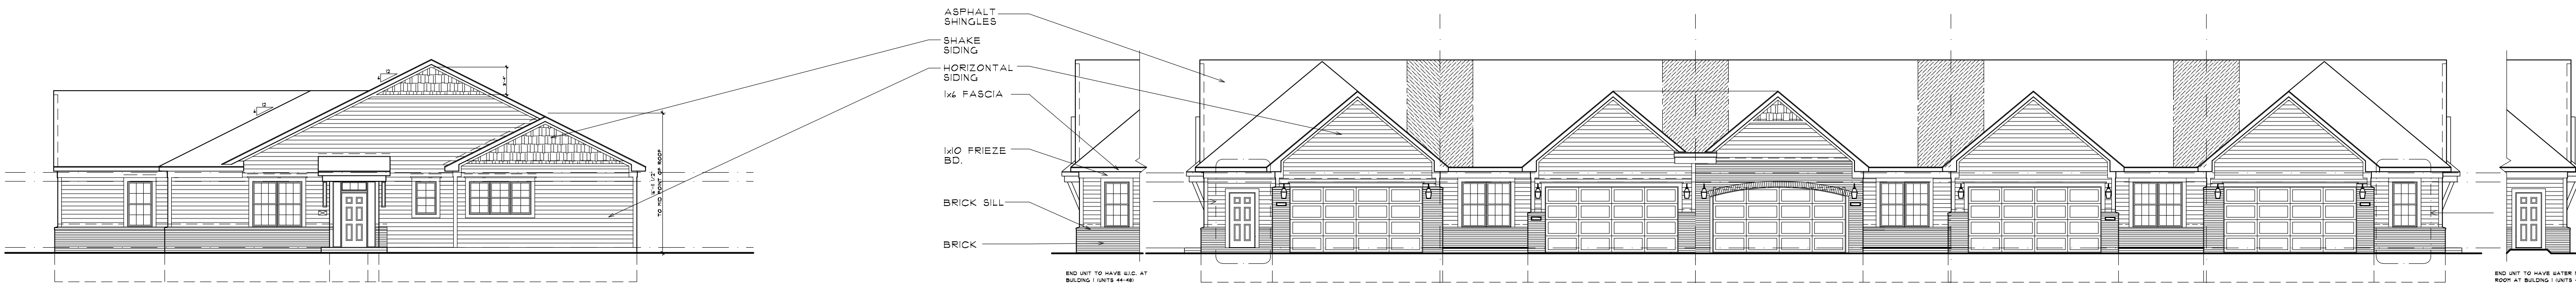 ASPHALT
SHINGLES
SHAKE
SIDING
HORIZONTAL
SIDING
1x6 FASCIA
1x10 FRIEZE
BD.
BRICK SILL
BRICK
12
12
TO MID POINT OF ROOF
END UNIT TO HAVE W.I.C. AT
BUILDING 1 (UNITS 44-48)
END UNIT TO HAVE WATER
ROOM AT BUILDING 1 (UNITS